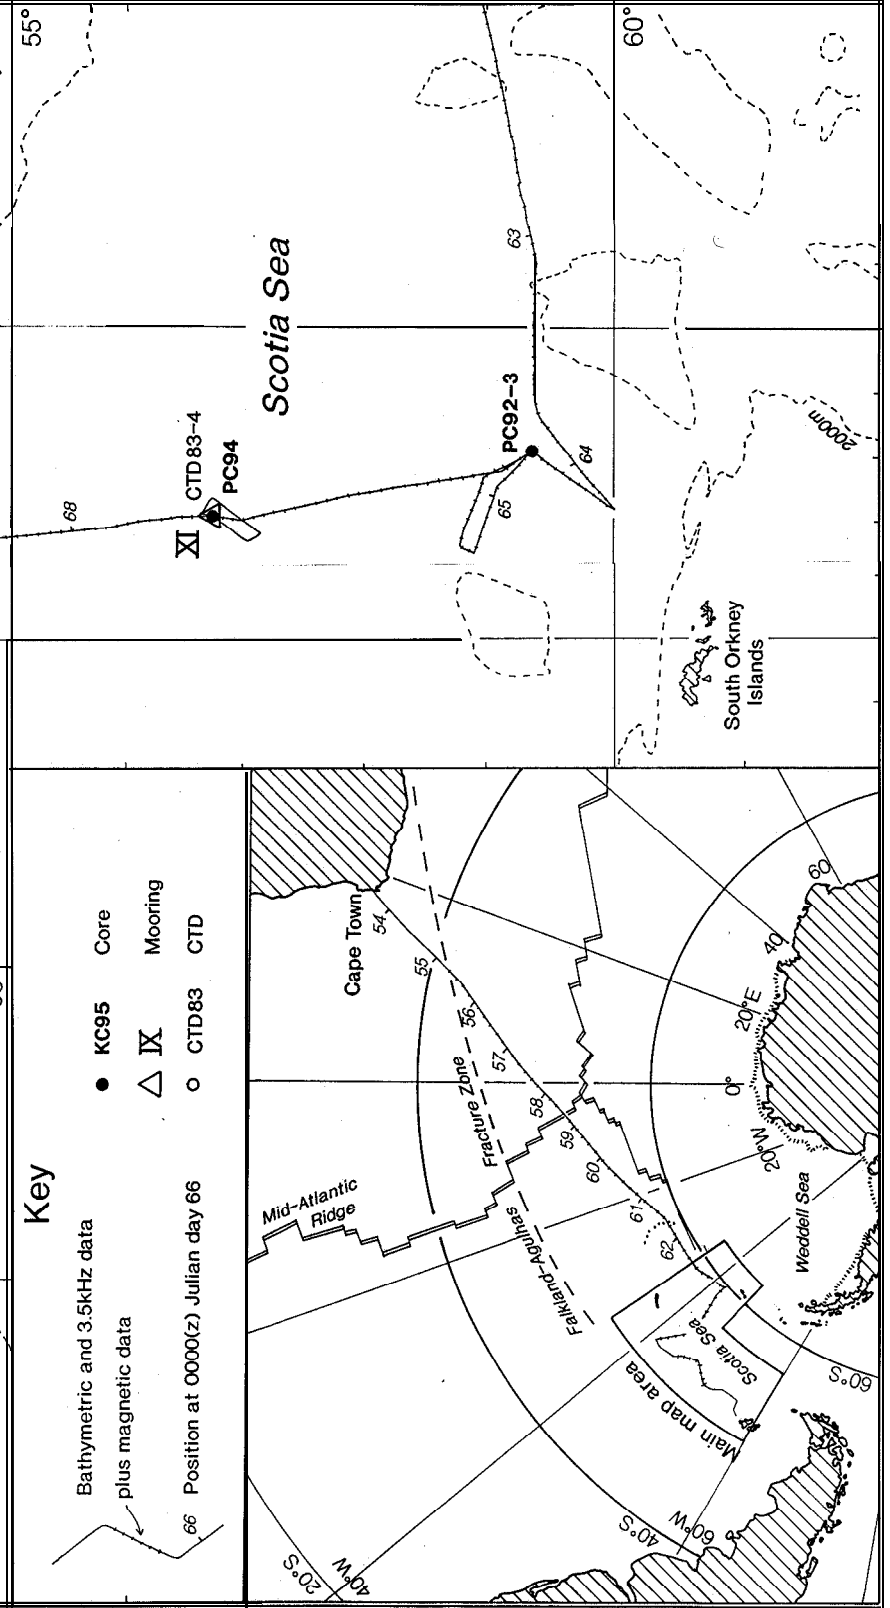 55°
60°
Scotia Sea
63
PC92-3
64
65
CTD83-4
PC94
XI
68
2000m
South Orkney
Islands
Key
Bathymetric and 3.5kHz data
plus magnetic data
66 Position at 0000(z) Julian day 66
KC95 Core
IX Mooring
CTD83 CTD
Cape Town
54
55
56
57
58
59
60
61
62
Fracture Zone
Falkland-Agulhas
Mid-Atlantic
Ridge
Main map area
Scotia Sea
Weddell Sea
60
40
20°E
0°
20°W
60°S
60°W
40°S
40°W
20°S